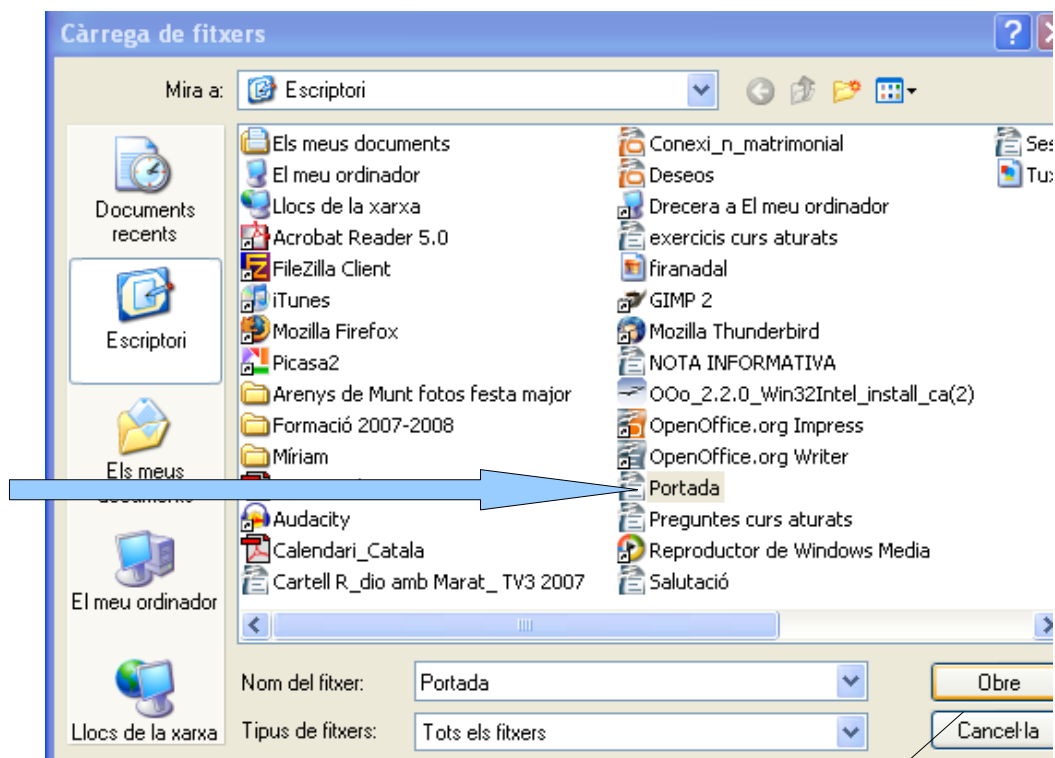 Càrrega de fitxers
Mira a:
Escriptori
Documents
recents
Escriptori
Els meus
documents
El meu ordinador
Llocs de la xarxa
Els meus documents
El meu ordinador
Llocs de la xarxa
Acrobat Reader 5.0
FileZilla Client
iTunes
Mozilla Firefox
Picasa2
Arenys de Munt fotos festa major
Formació 2007-2008
Míriam
Audacity
Calendari_Catala
Cartell R_dio amb Marat_ TV3 2007
Conexi_n_matrimonial
Deseos
Drecera a El meu ordinador
exercicis curs aturats
firanadal
GIMP 2
Mozilla Thunderbird
NOTA INFORMATIVA
OOo_2.2.0_Win32Intel_install_ca(2)
OpenOffice.org Impress
OpenOffice.org Writer
Portada
Preguntes curs aturats
Reproductor de Windows Media
Salutació
Ses
Tux
Nom del fitxer:
Portada
Obre
Tipus de fitxers:
Tots els fitxers
Cancel·la